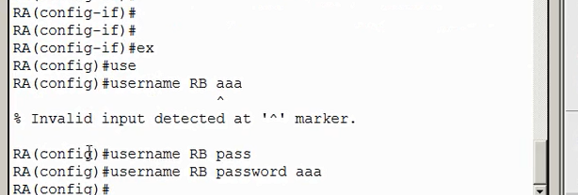 RA(config-if)#
RA(config-if)#
RA(config-if)#ex
RA(config)#use
RA(config)#username RB aaa
^
% Invalid input detected at '^' marker.
RA(config)#username RB pass
RA(config)#username RB password aaa
RA(config)#